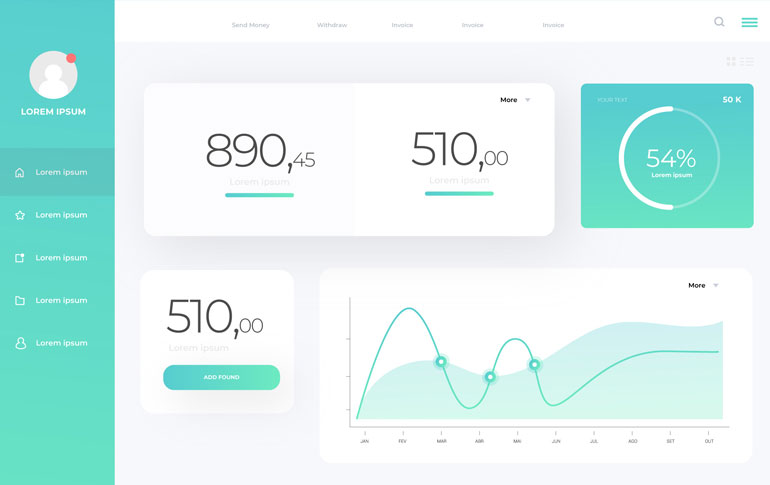 Send Money
Withdraw
Invoios
Invoice
Invoice
LOREM IPSUM
Lorem ipsum
Lorem ipsum
Lorem ipsum
Lorem ipsum
Lorem ipsum
More
890,45
Lorem ipsum
510,00
Lorem ipsum
YOUR TEXT
50 K
54%
Lorem ipsum
510,00
Lorem ipsum
ADD FOUND
More
JAN FEV MAR ABR MAI JUN JUL AGO SET OUT